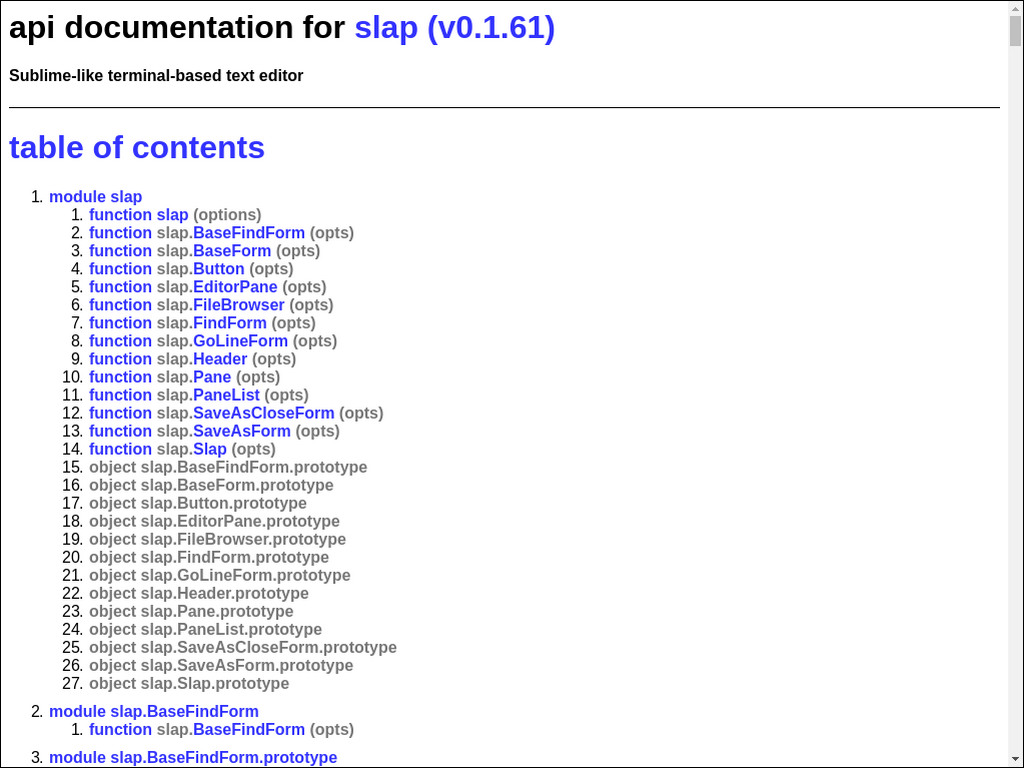 api documentation for slap (v0.1.61)
Sublime-like terminal-based text editor
table of contents
1. module slap
1. function slap (options)
2. function slap.BaseFindForm (opts)
3. function slap.BaseForm (opts)
4. function slap.Button (opts)
5. function slap.EditorPane (opts)
6. function slap.FileBrowser (opts)
7. function slap.FindForm (opts)
8. function slap.GoLineForm (opts)
9. function slap.Header (opts)
10. function slap.Pane (opts)
11. function slap.PaneList (opts)
12. function slap.SaveAsCloseForm (opts)
13. function slap.SaveAsForm (opts)
14. function slap.Slap (opts)
15. object slap.BaseFindForm.prototype
16. object slap.BaseForm.prototype
17. object slap.Button.prototype
18. object slap.EditorPane.prototype
19. object slap.FileBrowser.prototype
20. object slap.FindForm.prototype
21. object slap.GoLineForm.prototype
22. object slap.Header.prototype
23. object slap.Pane.prototype
24. object slap.PaneList.prototype
25. object slap.SaveAsCloseForm.prototype
26. object slap.SaveAsForm.prototype
27. object slap.Slap.prototype
2. module slap.BaseFindForm
1. function slap.BaseFindForm (opts)
3. module slap.BaseFindForm.prototype